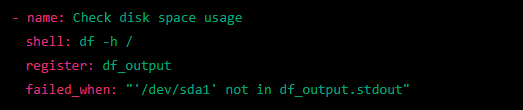 - name: Check disk space usage
  shell: df -h /
  register: df_output
  failed_when: "'/dev/sda1' not in df_output.stdout"